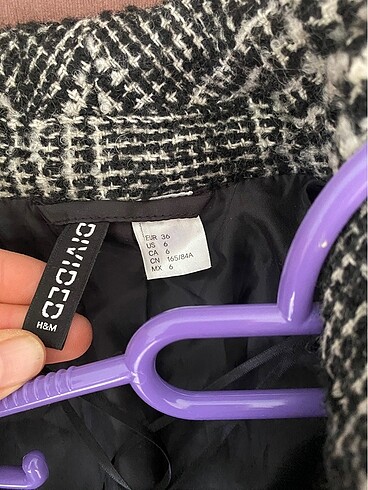 DIVIDED
H&M
EUR 36
US 6
CA 6
CN 165/84A
MX 6